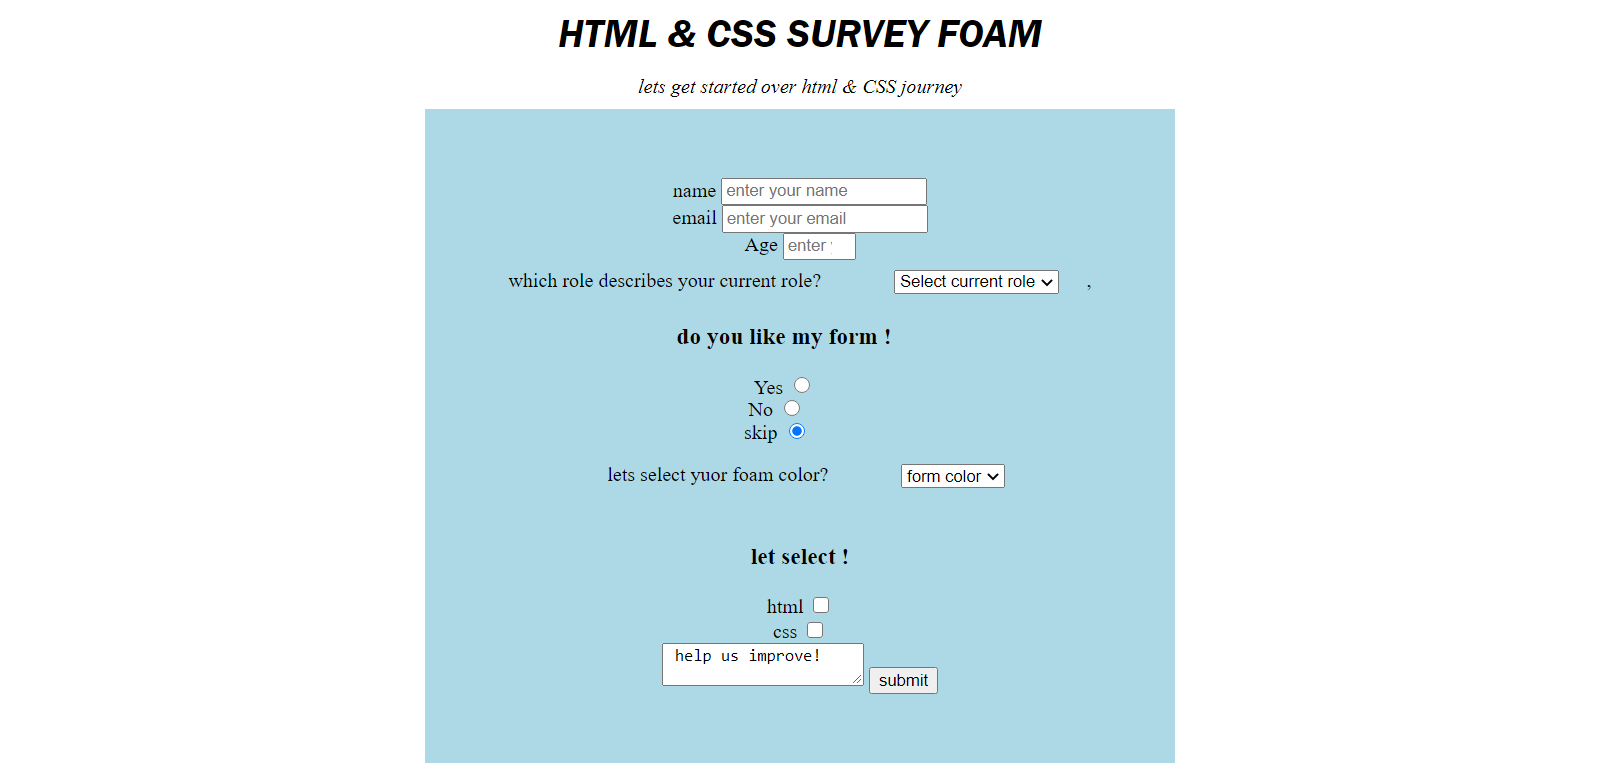 HTML & CSS SURVEY FOAM
lets get started over html & CSS journey
name enter your name
email enter your email
Age enter
which role describes your current role? Select current role ,
do you like my form !
Yes
No
skip
lets select yuor foam color? form color
let select !
html
css
help us improve!
submit